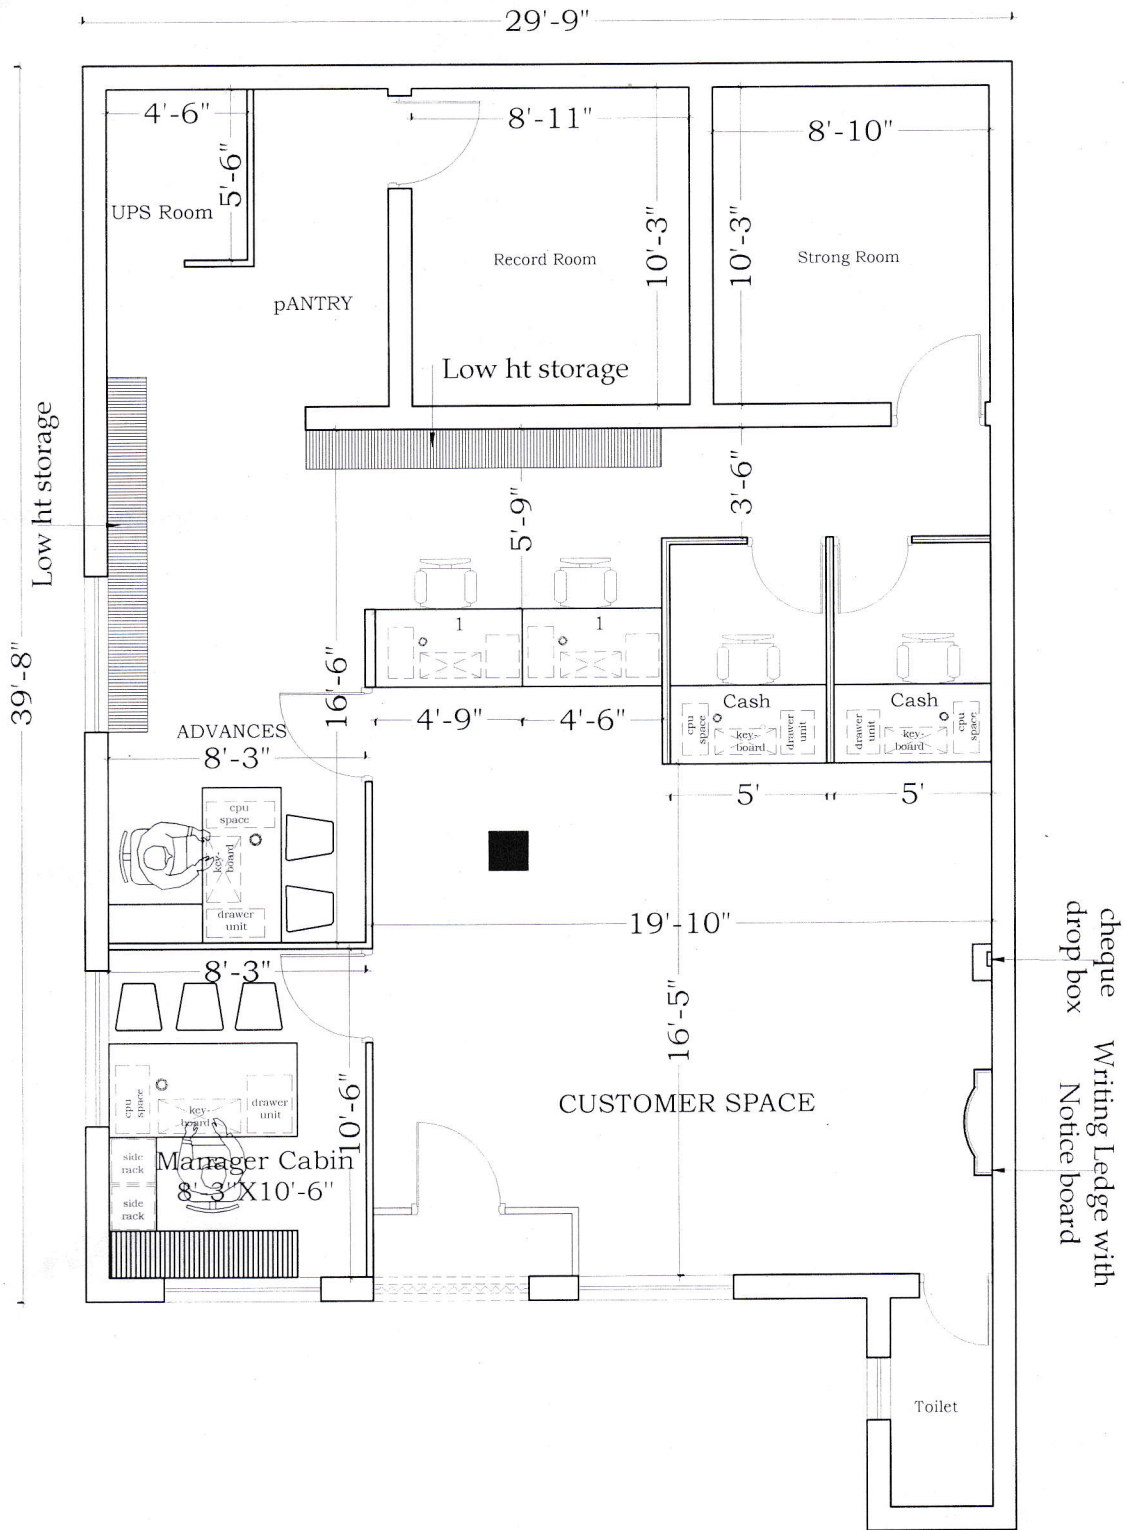 29'-9"
4'-6"
8'-11"
8'-10"
5'-6"
UPS Room
10'-3"
10'-3"
Record Room
Strong Room
pANTRY
Low ht storage
Low ht storage
3'-6"
5'-9"
39'-8"
1
1
16'-6"
4'-9"
4'-6"
Cash
Cash
cpu
space
key-
board
drawer
unit
drawer
unit
key-
board
cpu
space
ADVANCES
8'-3"
5'
5'
cpu
space
key-
board
drawer
unit
19'-10"
cheque
drop box
8'-3"
16'-5"
Writing Ledge with
Notice board
cpu
space
key-
board
drawer
unit
10'-6"
CUSTOMER SPACE
side
rack
Manager Cabin
8'-3"X10'-6"
side
rack
Toilet